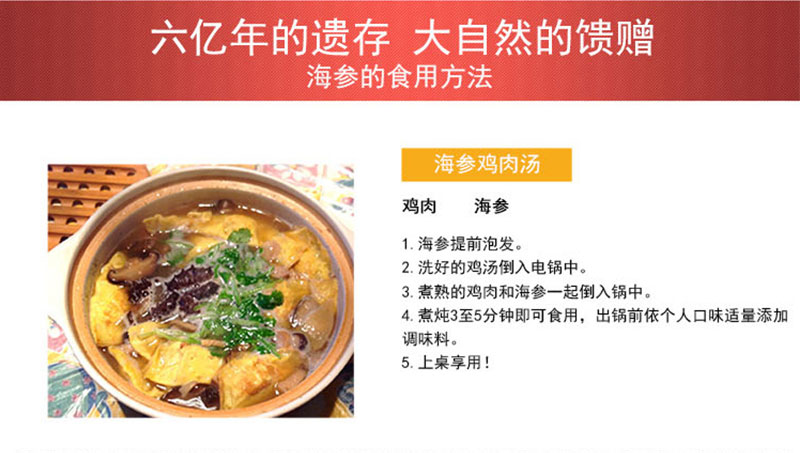 六亿年的遗存 大自然的馈赠
海参的食用方法
海参鸡肉汤
鸡肉 海参
1. 海参提前泡发。
2. 洗好的鸡汤倒入电锅中。
3. 煮熟的鸡肉和海参一起倒入锅中。
4. 煮炖3至5分钟即可食用，出锅前依个人口味适量添加
调味料。
5. 上桌享用！